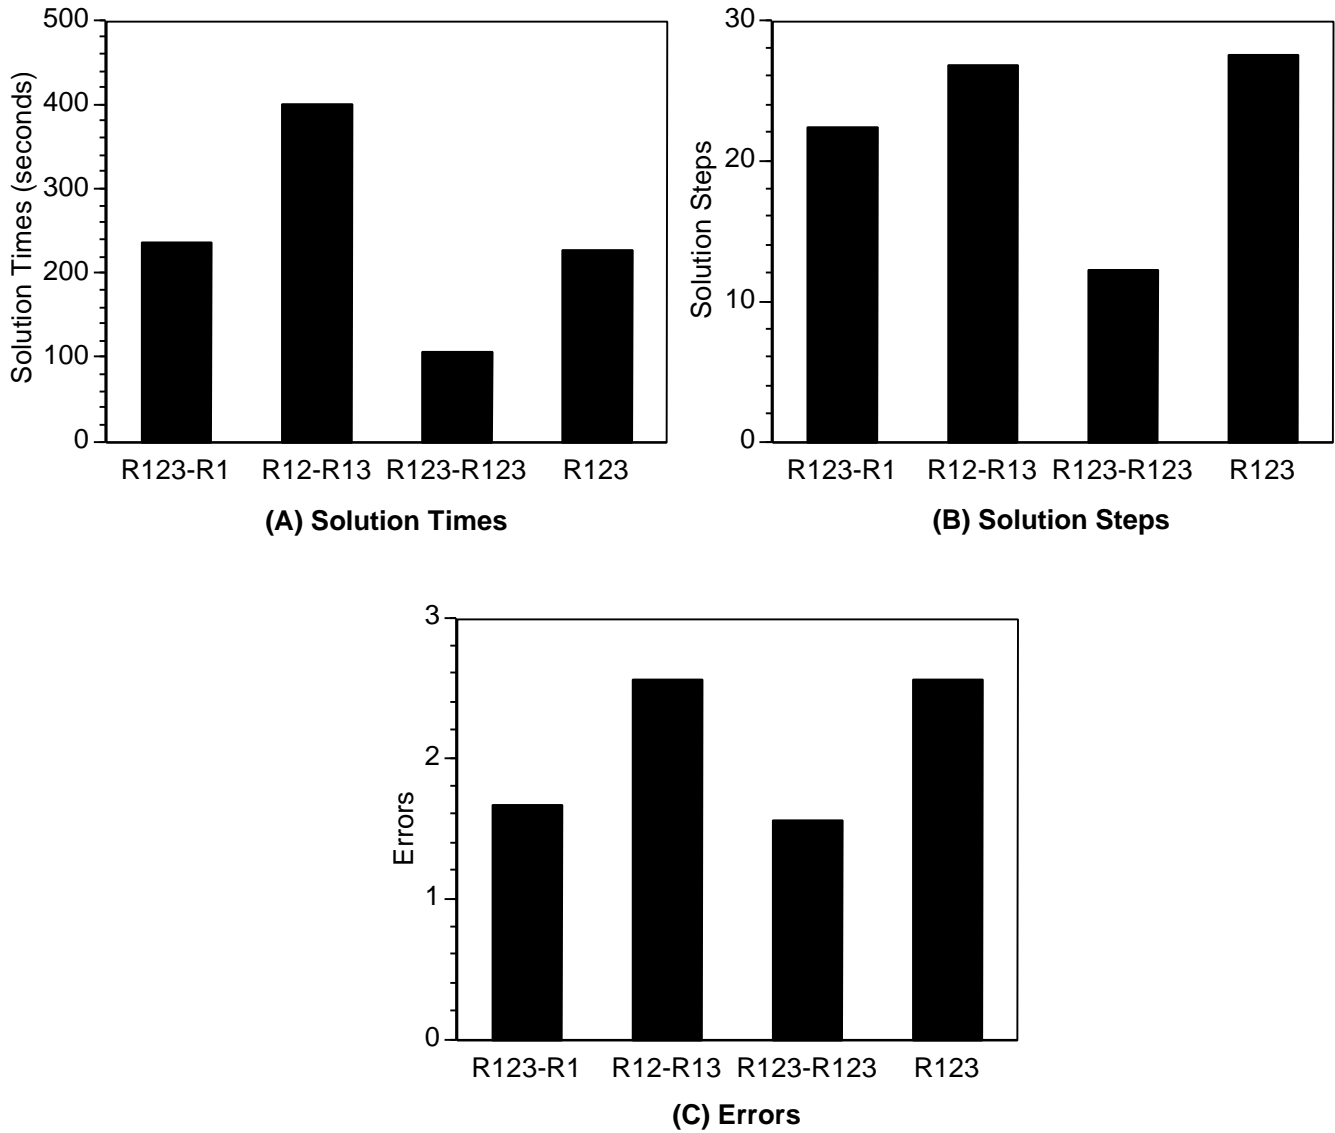 500
400
300
200
100
0
Solution Times (seconds)
R123-R1 R12-R13 R123-R123 R123
(A) Solution Times
30
20
10
0
Solution Steps
R123-R1 R12-R13 R123-R123 R123
(B) Solution Steps
3
2
1
0
Errors
R123-R1 R12-R13 R123-R123 R123
(C) Errors